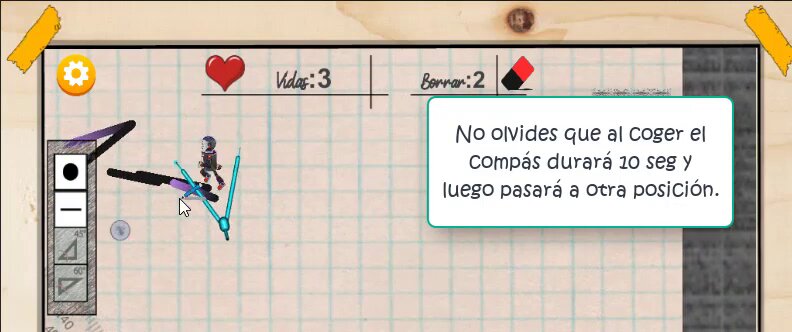 Vidas:3
Borrar:2
No olvides que al coger el
compás durará 10 seg y
luego pasará a otra posición.
45°
60°
40